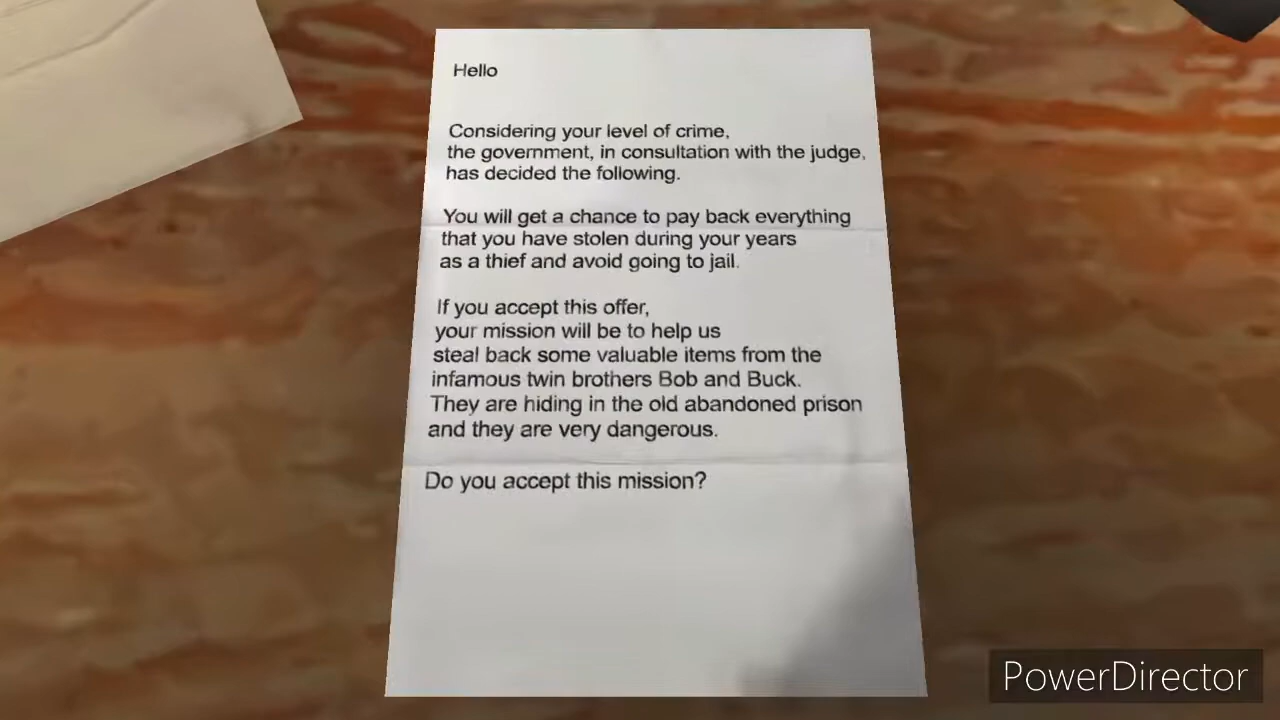 Hello
Considering your level of crime,
the government, in consultation with the judge,
has decided the following.
You will get a chance to pay back everything
that you have stolen during your years
as a thief and avoid going to jail.
If you accept this offer,
your mission will be to help us
steal back some valuable items from the
infamous twin brothers Bob and Buck.
They are hiding in the old abandoned prison
and they are very dangerous.
Do you accept this mission?
PowerDirector